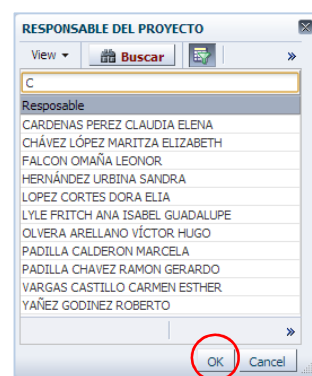 RESPONSABLE DEL PROYECTO
View Buscar »
C
Resposable
CARDENAS PEREZ CLAUDIA ELENA
CHÁVEZ LÓPEZ MARITZA ELIZABETH
FALCON OMAÑA LEONOR
HERNÁNDEZ URBINA SANDRA
LOPEZ CORTES DORA ELIA
LYLE FRITCH ANA ISABEL GUADALUPE
OLVERA ARELLANO VÍCTOR HUGO
PADILLA CALDERON MARCELA
PADILLA CHAVEZ RAMON GERARDO
VARGAS CASTILLO CARMEN ESTHER
YAÑEZ GODINEZ ROBERTO
»
OK Cancel